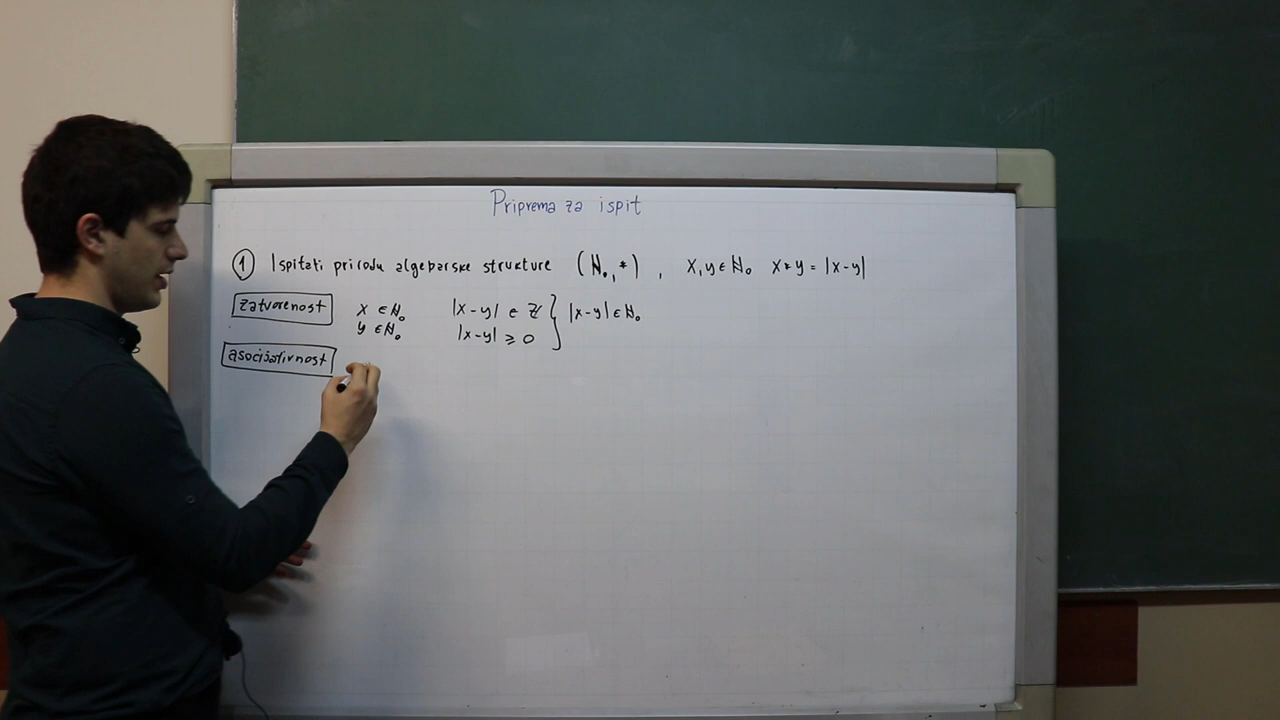 Priprema za ispit
① Ispitati prirodu algebarske strukture (N₀,*), x,y∈N₀ x*y = |x-y|
zatvorenost x ∈ N₀ |x-y| ∈ Z } |x-y| ∈ N₀
y ∈ N₀ |x-y| ⩾ 0
asocijativnost